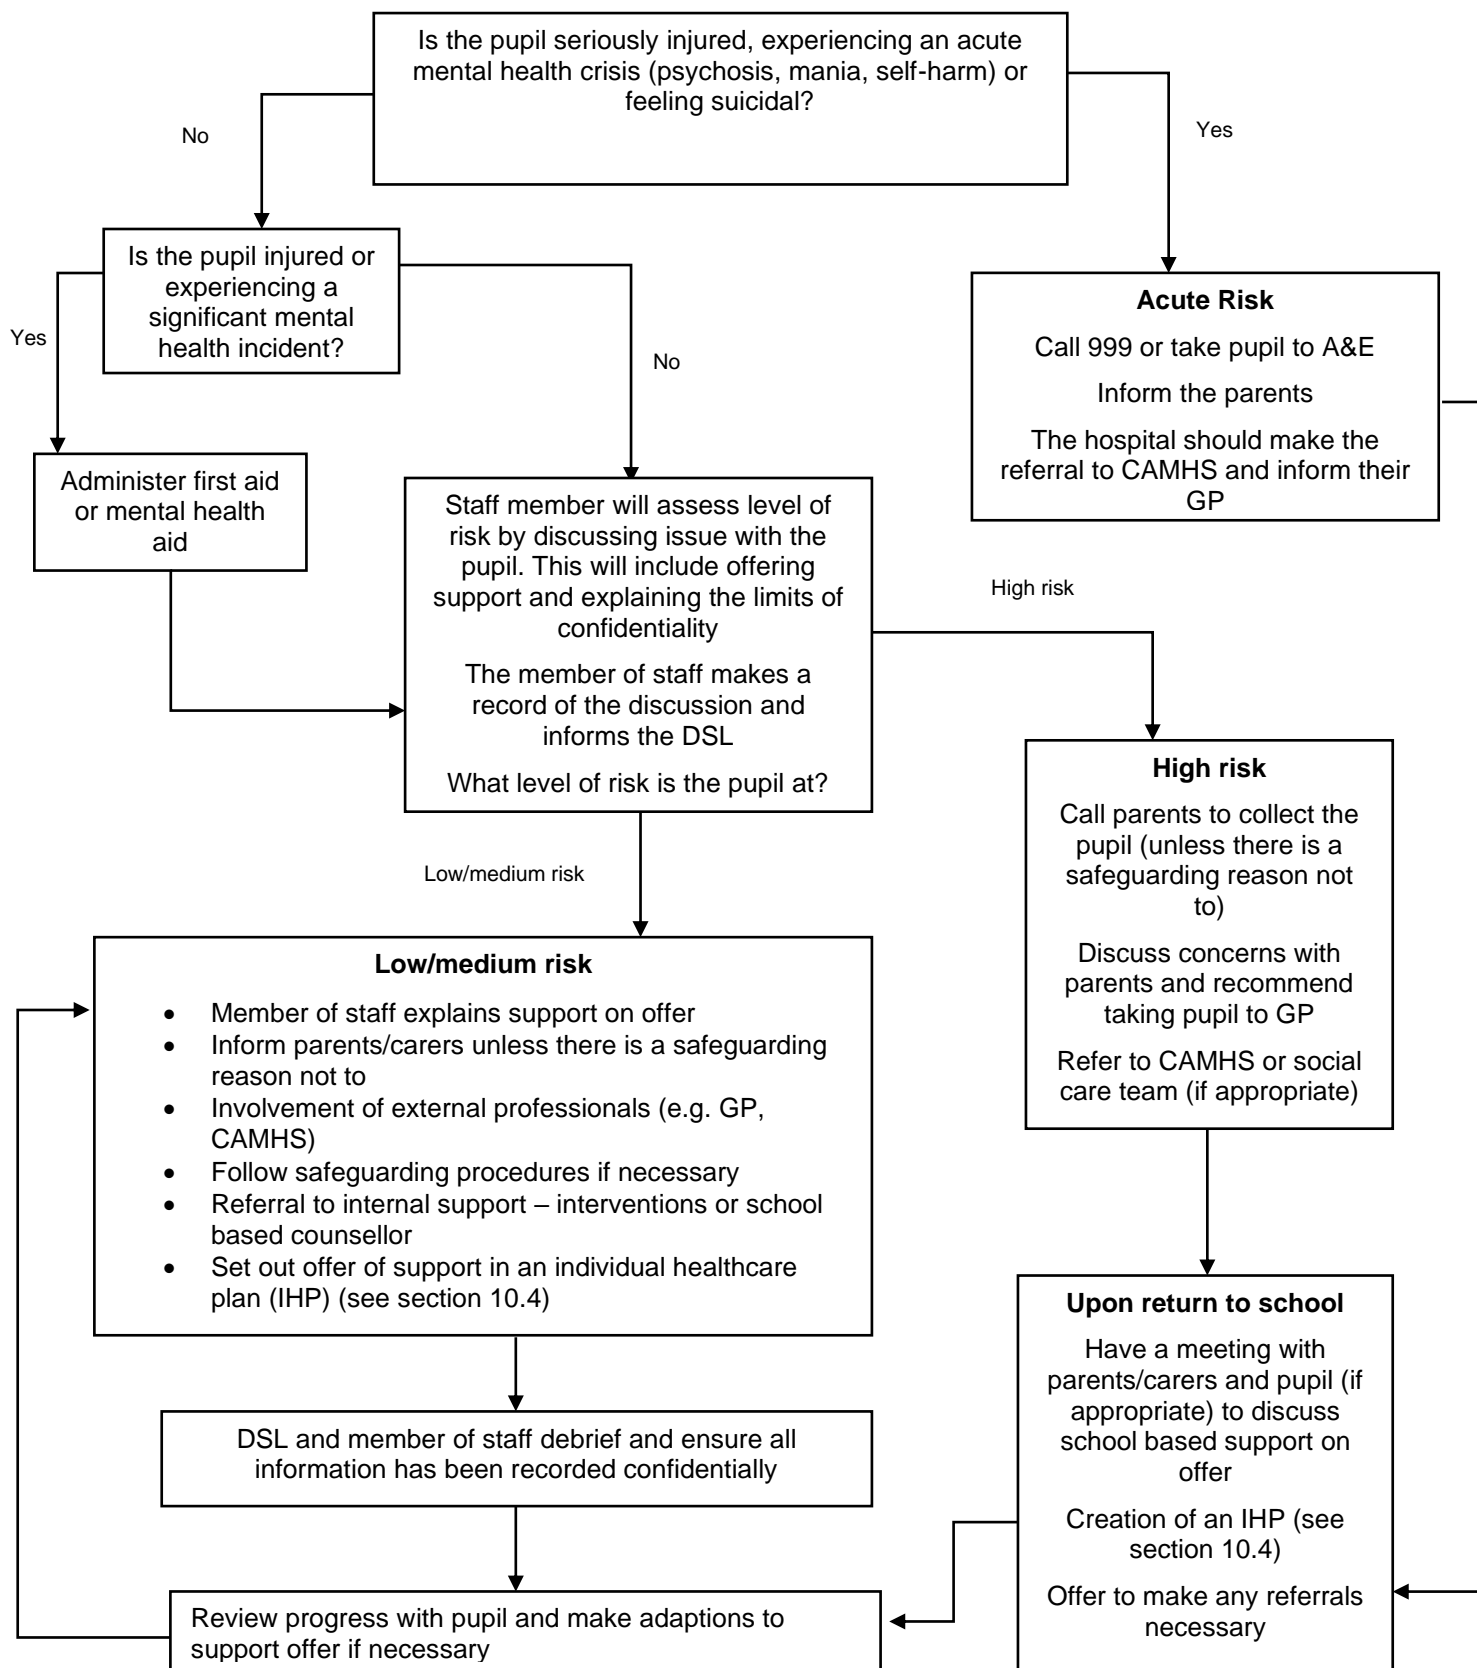 Is the pupil seriously injured, experiencing an acute
mental health crisis (psychosis, mania, self-harm) or
feeling suicidal?
No
Yes
Is the pupil injured or
experiencing a
significant mental
health incident?
Yes
No
Acute Risk
Call 999 or take pupil to A&E
Inform the parents
The hospital should make the
referral to CAMHS and inform their
GP
Administer first aid
or mental health
aid
Staff member will assess level of
risk by discussing issue with the
pupil. This will include offering
support and explaining the limits of
confidentiality
The member of staff makes a
record of the discussion and
informs the DSL
What level of risk is the pupil at?
High risk
Low/medium risk
High risk
Call parents to collect the
pupil (unless there is a
safeguarding reason not
to)
Discuss concerns with
parents and recommend
taking pupil to GP
Refer to CAMHS or social
care team (if appropriate)
Low/medium risk
• Member of staff explains support on offer
• Inform parents/carers unless there is a safeguarding
reason not to
• Involvement of external professionals (e.g. GP,
CAMHS)
• Follow safeguarding procedures if necessary
• Referral to internal support – interventions or school
based counsellor
• Set out offer of support in an individual healthcare
plan (IHP) (see section 10.4)
Upon return to school
Have a meeting with
parents/carers and pupil (if
appropriate) to discuss
school based support on
offer
Creation of an IHP (see
section 10.4)
Offer to make any referrals
necessary
DSL and member of staff debrief and ensure all
information has been recorded confidentially
Review progress with pupil and make adaptions to
support offer if necessary